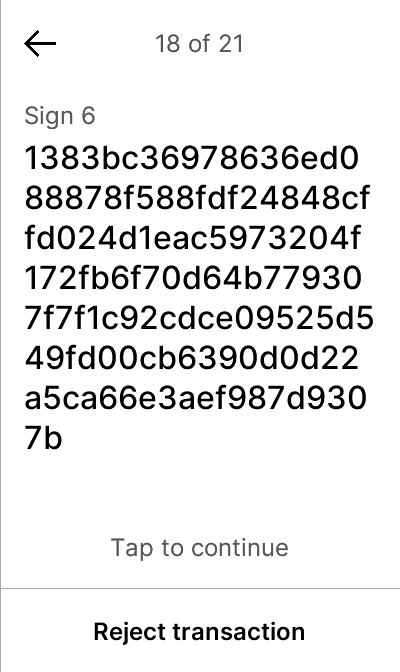 18 of 21
Sign 6
1383bc36978636ed0
88878f588fdf24848cf
fd024d1eac5973204f
172fb6f70d64b77930
7f7f1c92cdce09525d5
49fd00cb6390d0d22
a5ca66e3aef987d930
7b
Tap to continue
Reject transaction